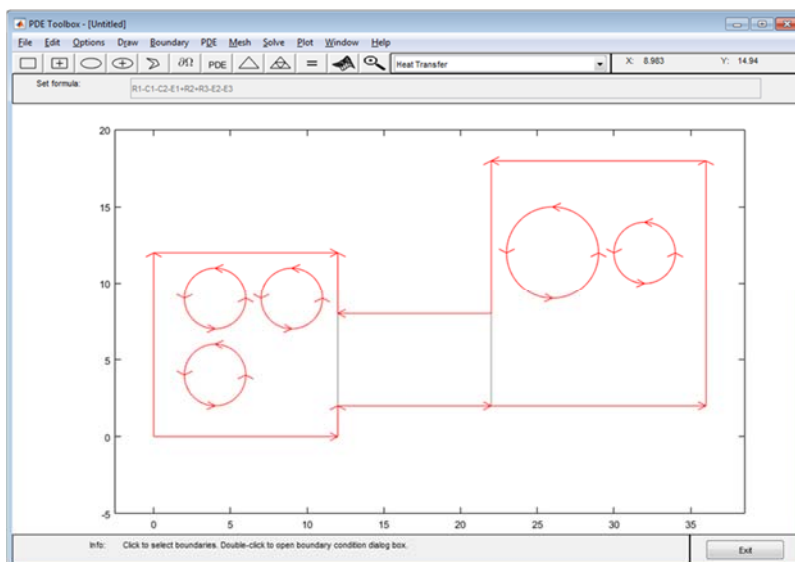 PDE Toolbox - [Untitled]
File Edit Options Draw Boundary PDE Mesh Solve Plot Window Help
∂Ω PDE = Heat Transfer X: 8.983 Y: 14.94
Set formula: R1-C1-C2-E1+R2+R3-E2-E3
20
15
10
5
0
-5
0 5 10 15 20 25 30 35
Info: Click to select boundaries. Double-click to open boundary condition dialog box. Exit